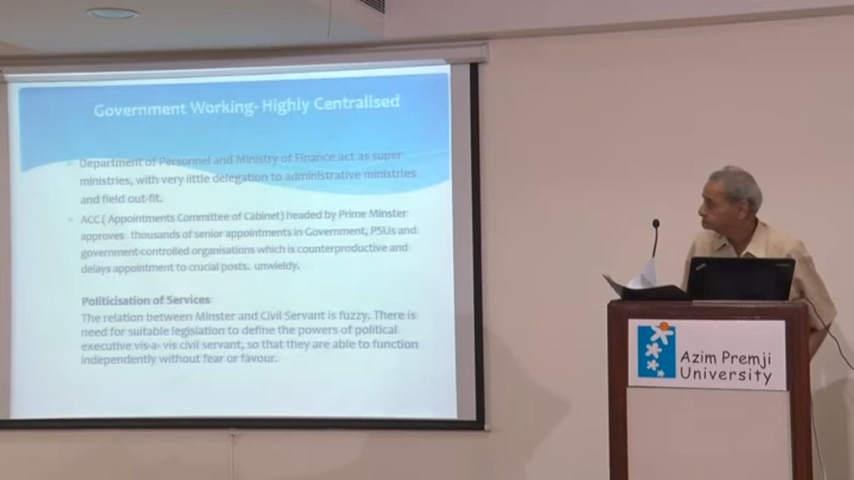 Government Working- Highly Centralised
Department of Personnel and Ministry of Finance act as super
ministries, with very little delegation to administrative ministries
and field out-fit.
ACC ( Appointments Committee of Cabinet) headed by Prime Minster
approves thousands of senior appointments in Government, PSUs and
government-controlled organisations which is counterproductive and
delays appointment to crucial posts. unwieldy.
Politicisation of Services
The relation between Minster and Civil Servant is fuzzy. There is
need for suitable legislation to define the powers of political
executive vis-a- vis civil servant, so that they are able to function
independently without fear or favour.
Azim Premji
University